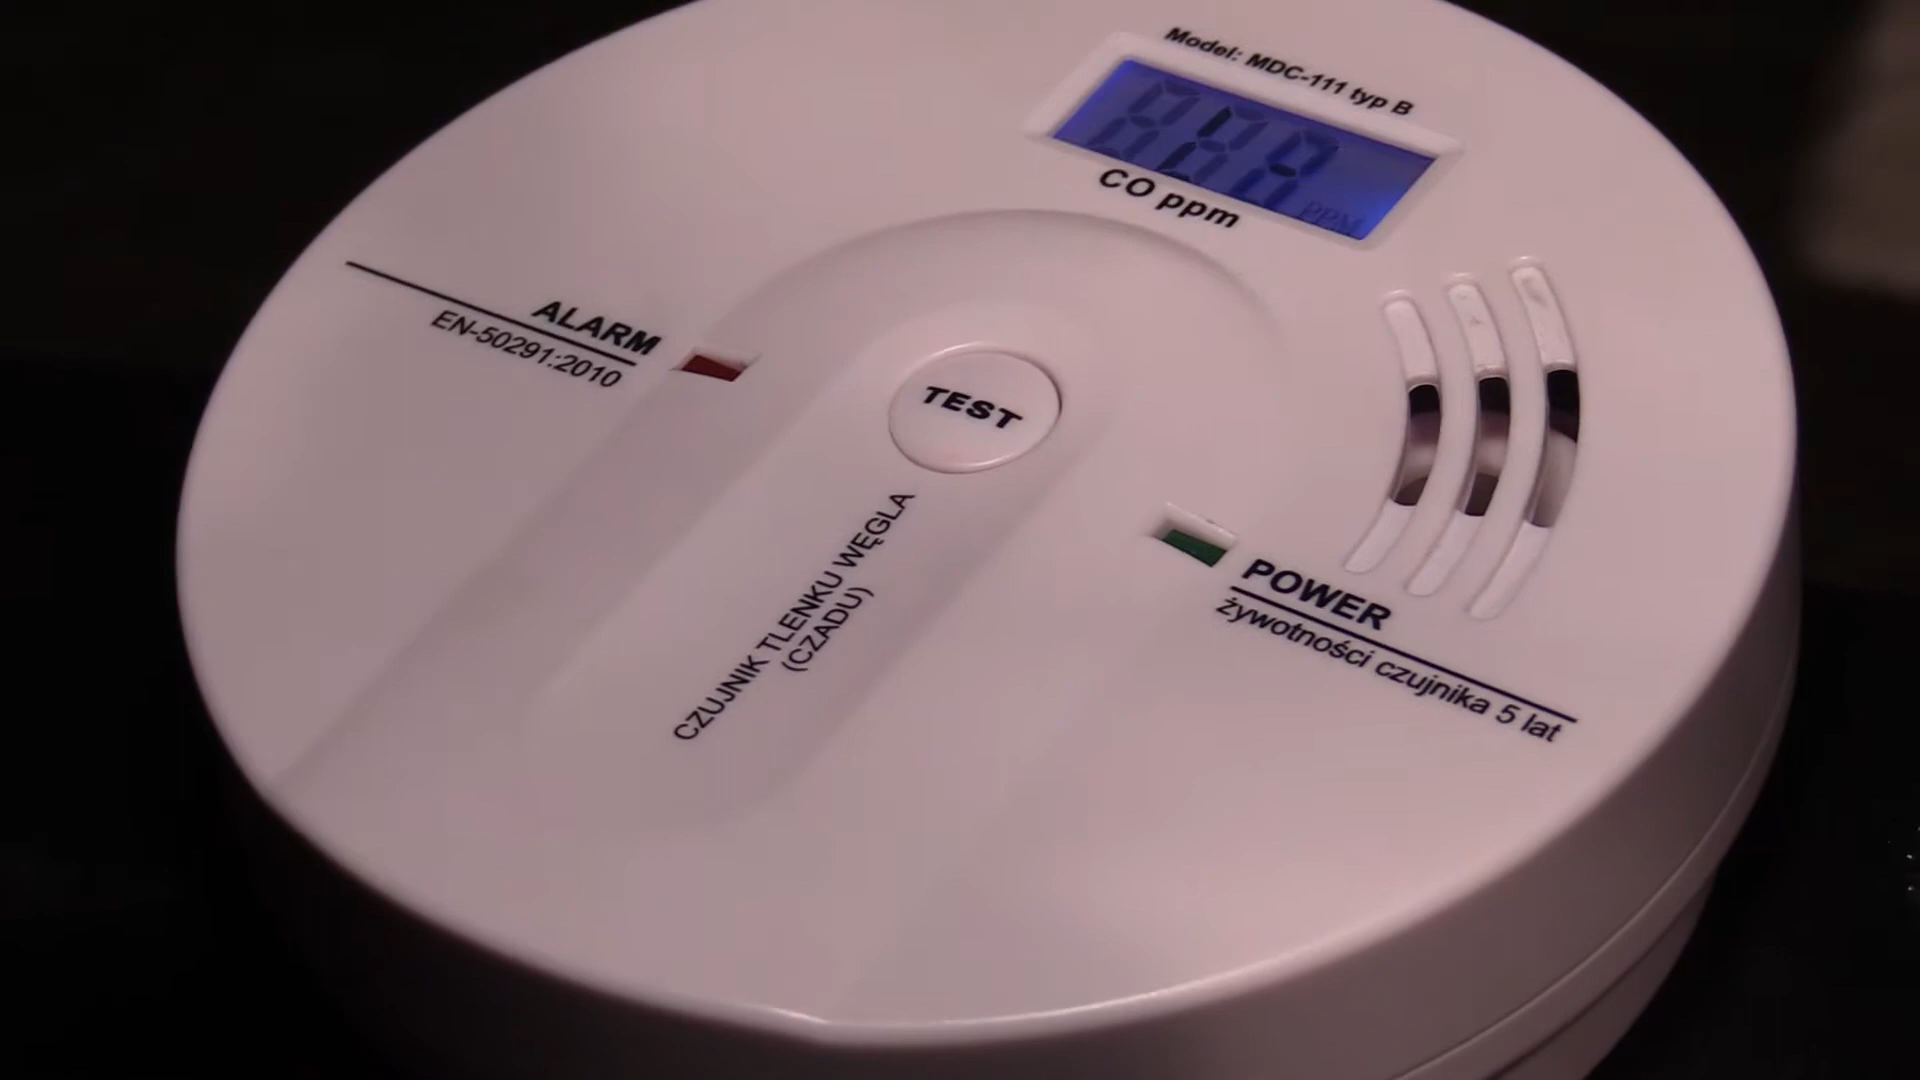 Model: MDC-111 typ B
CO ppm
PPM
ALARM
EN-50291:2010
TEST
CZUJNIK TLENKU WĘGLA
(CZADU)
POWER
żywotności czujnika 5 lat